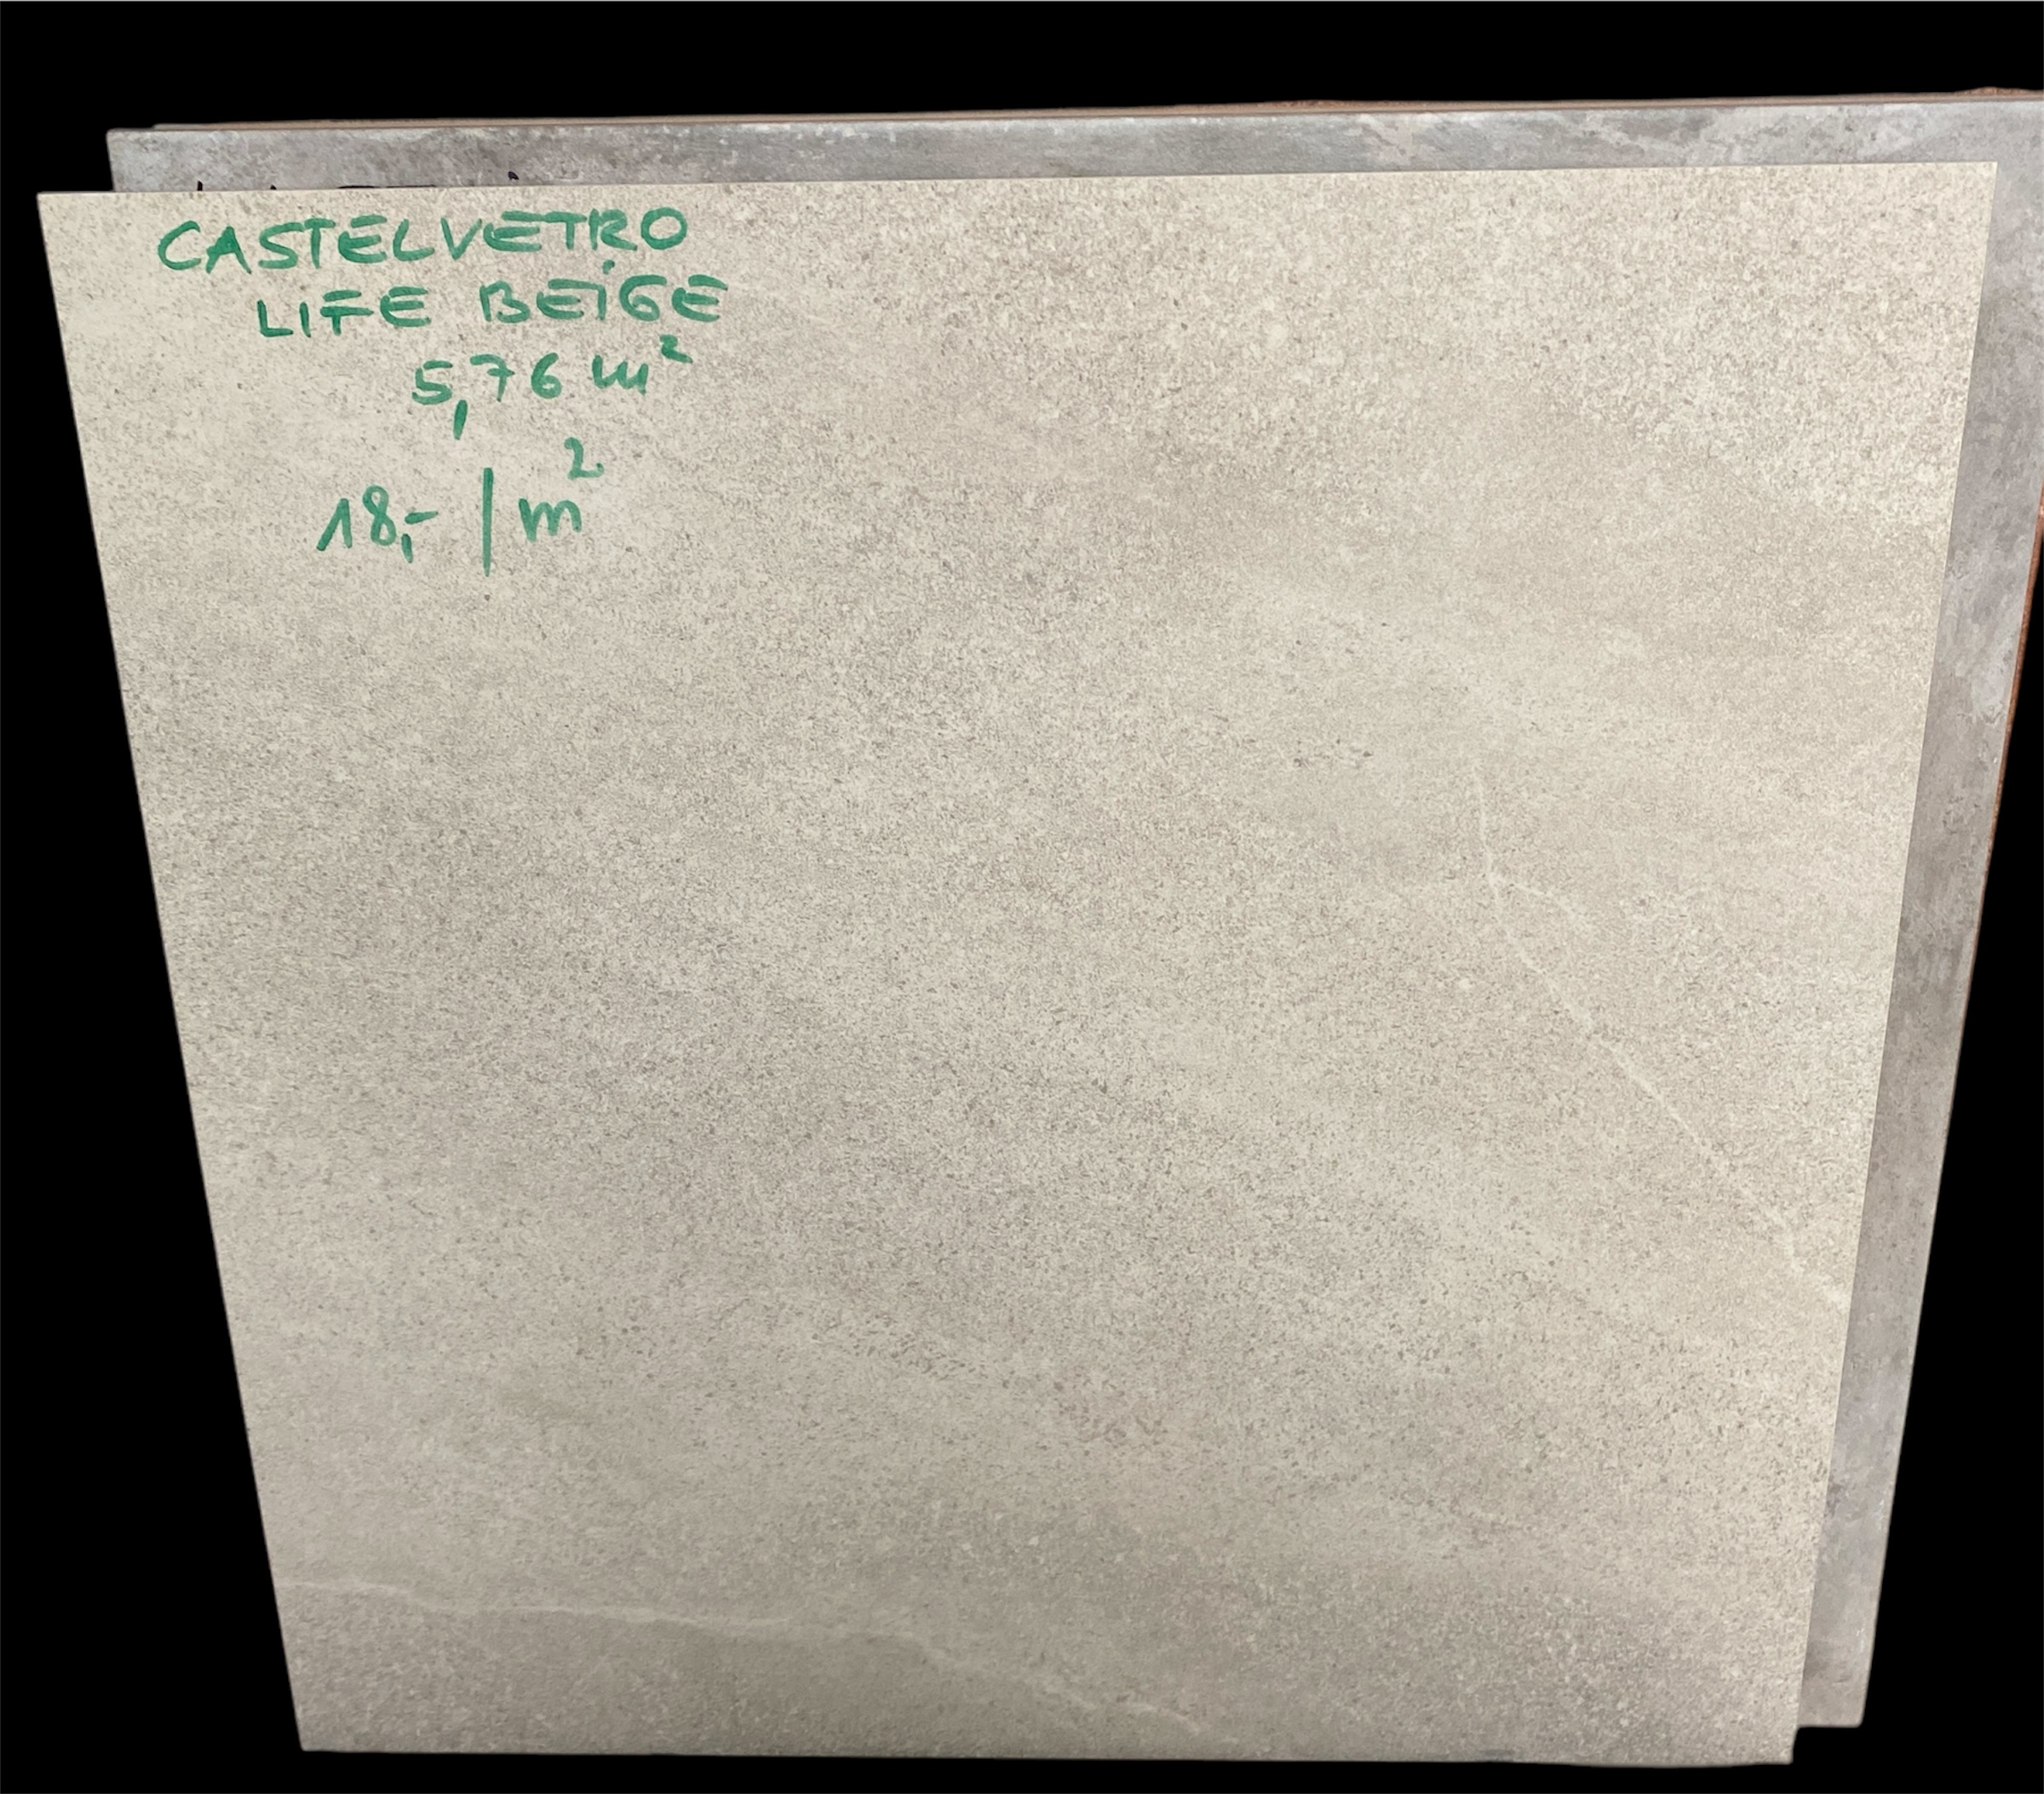 CASTELVETRO
LIFE BEIGE
5,76 m²
18,- | m²